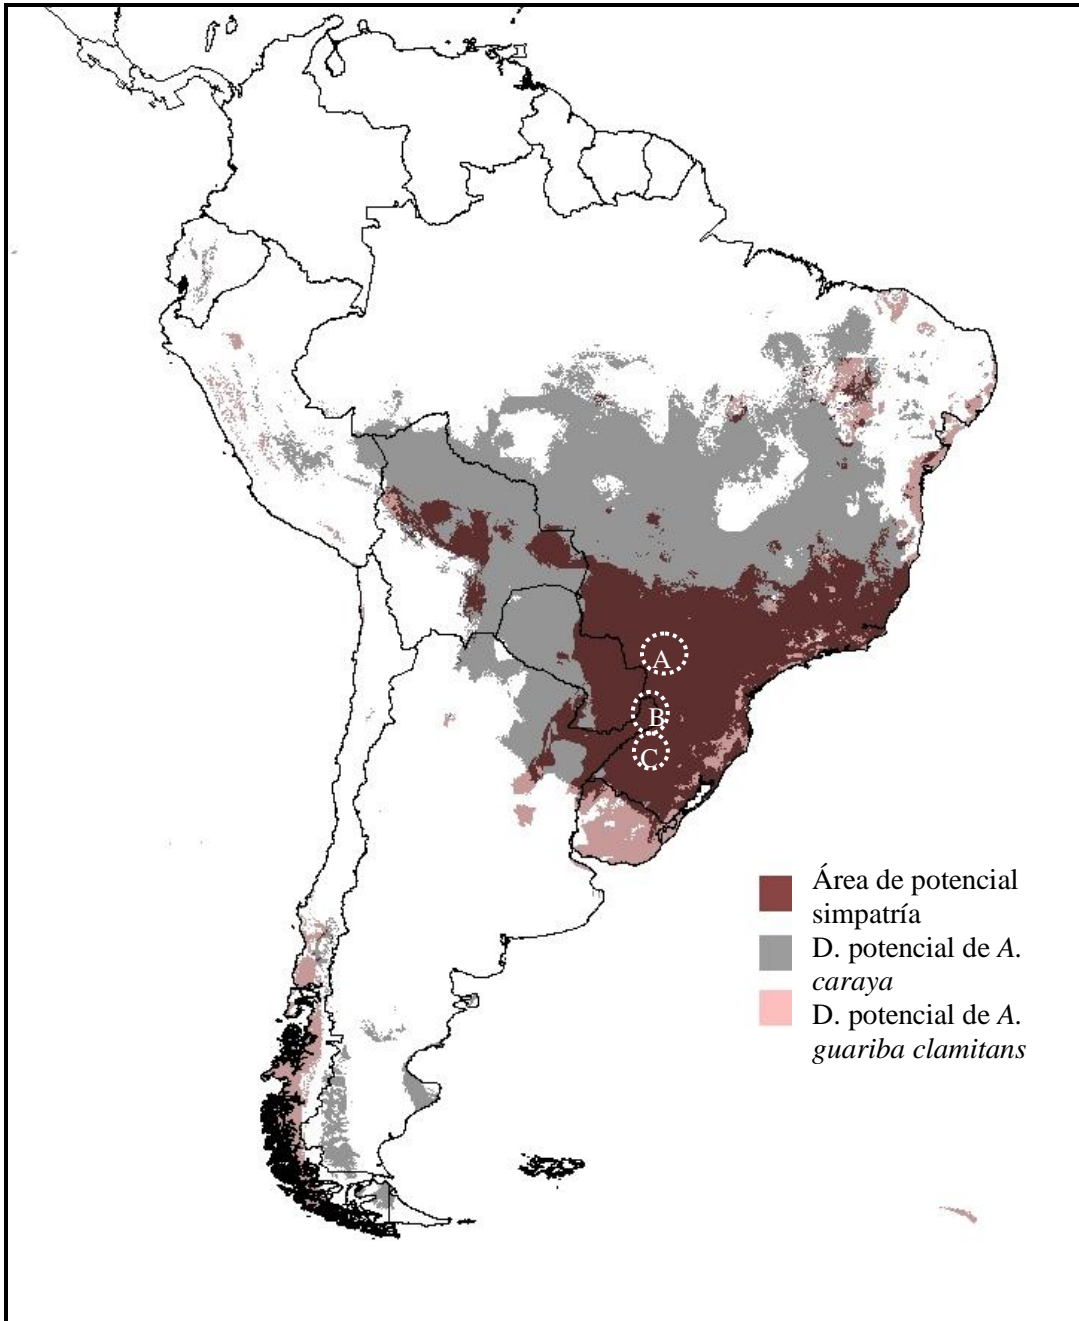 A
B
C
Área de potencial
simpatría
D. potencial de A.
caraya
D. potencial de A.
guariba clamitans